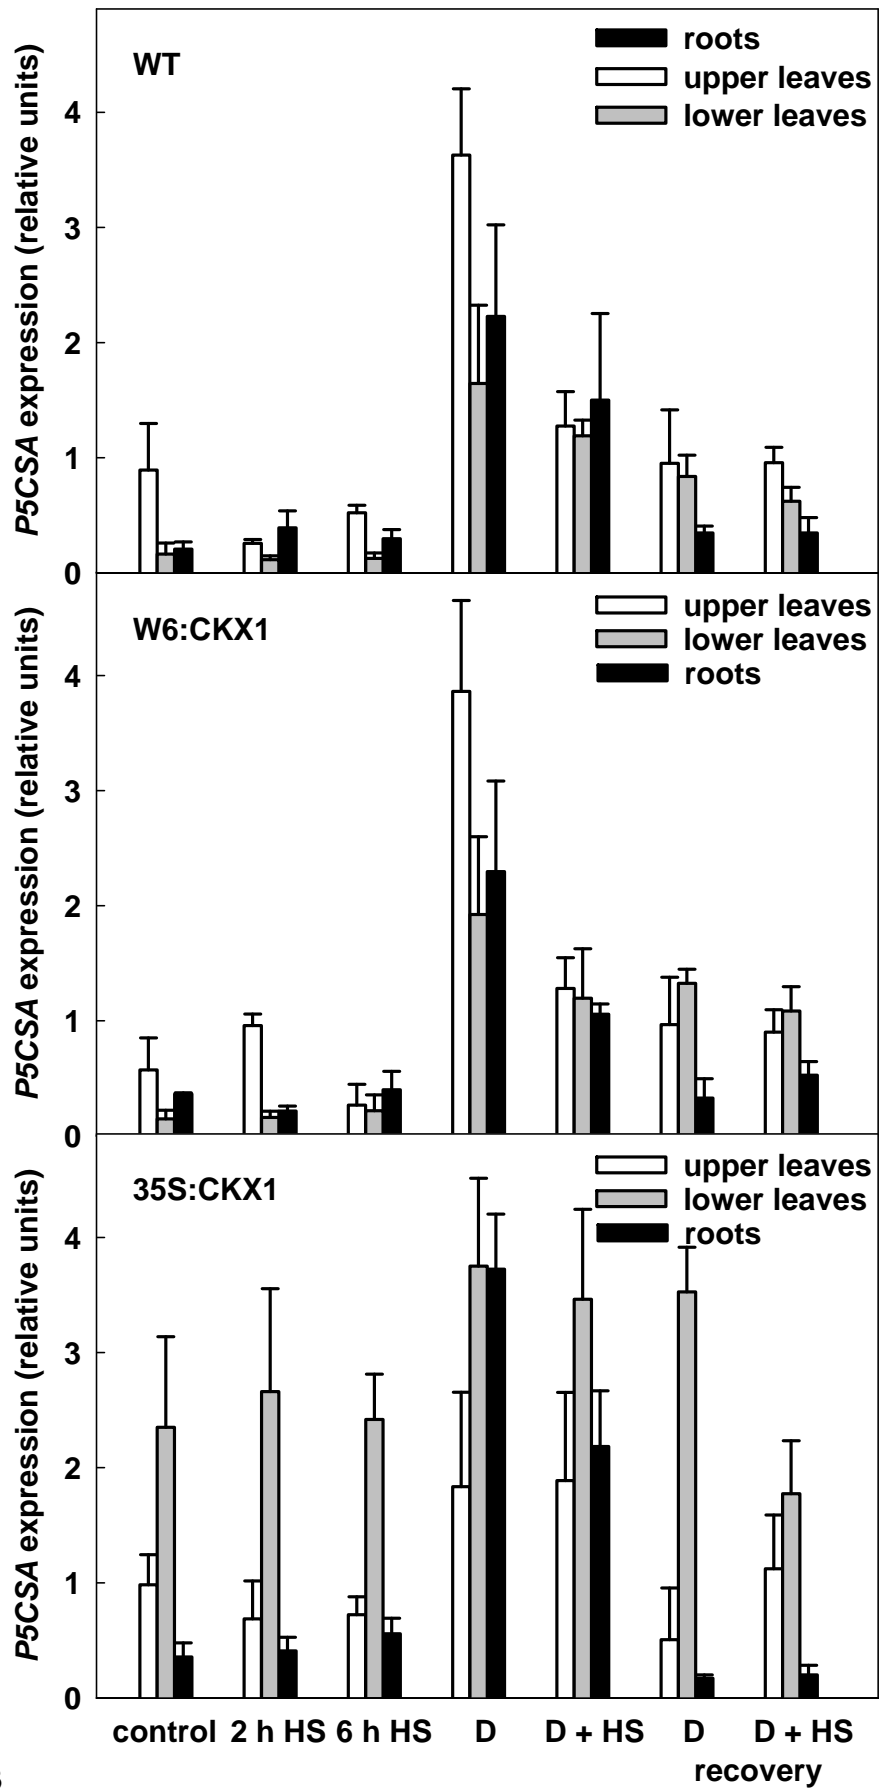 WT
roots
upper leaves
lower leaves
P5CSA expression (relative units)
4
3
2
1
0
W6:CKX1
upper leaves
lower leaves
roots
P5CSA expression (relative units)
4
3
2
1
0
35S:CKX1
upper leaves
lower leaves
roots
P5CSA expression (relative units)
4
3
2
1
0
control 2 h HS 6 h HS D D + HS D D + HS
recovery